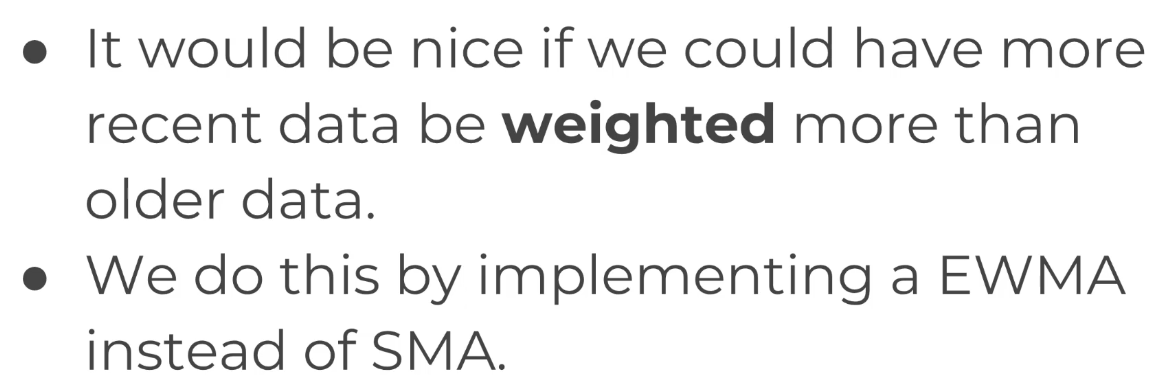 ● It would be nice if we could have more
recent data be weighted more than
older data.
● We do this by implementing a EWMA
instead of SMA.